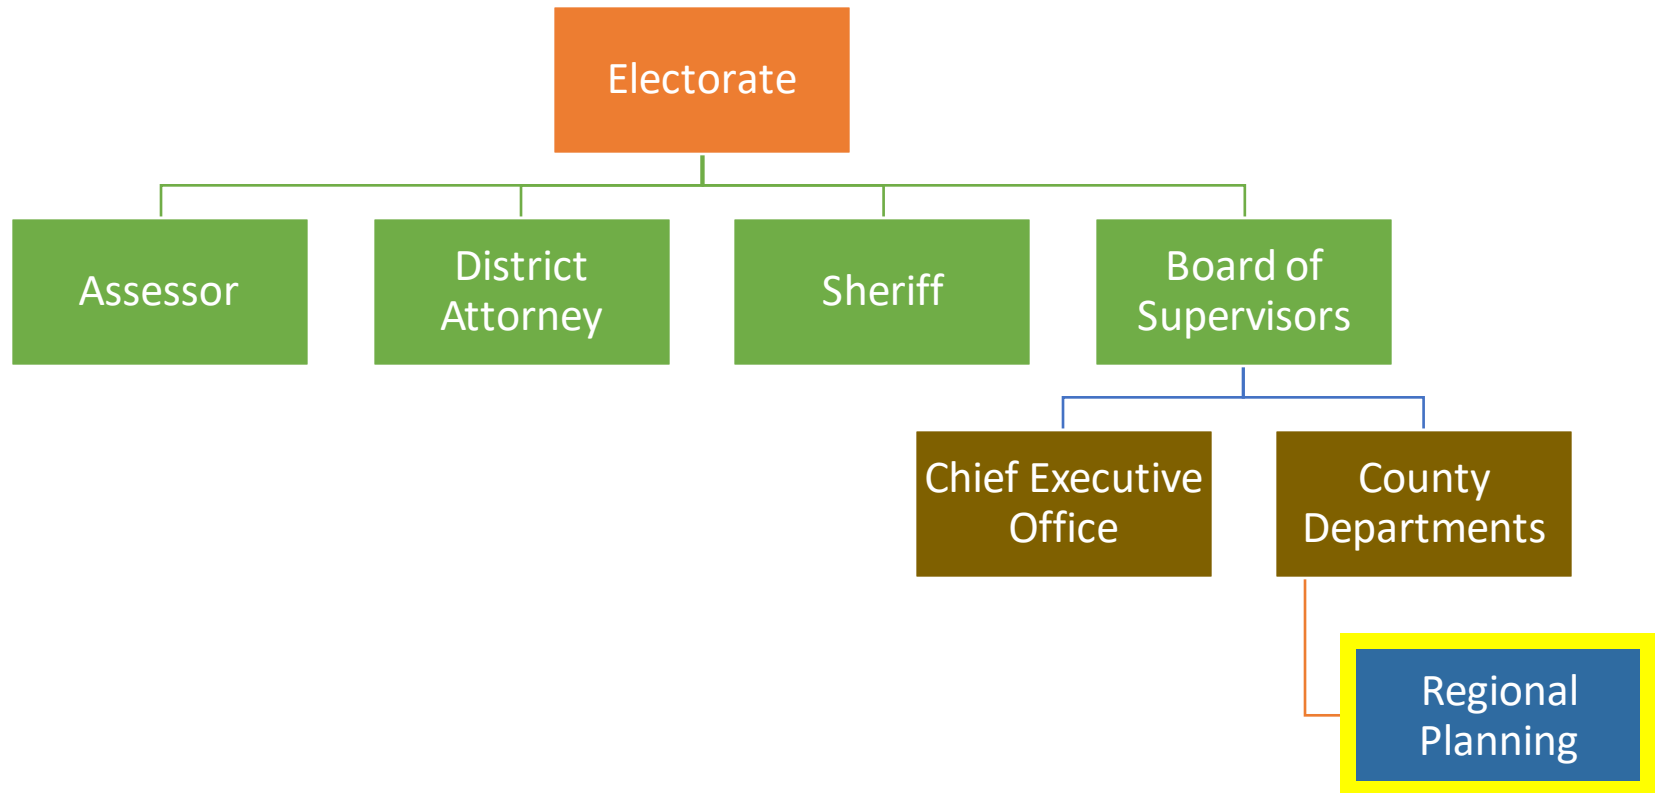 Electorate
Assessor
District
Attorney
Sheriff
Board of
Supervisors
Chief Executive
Office
County
Departments
Regional
Planning